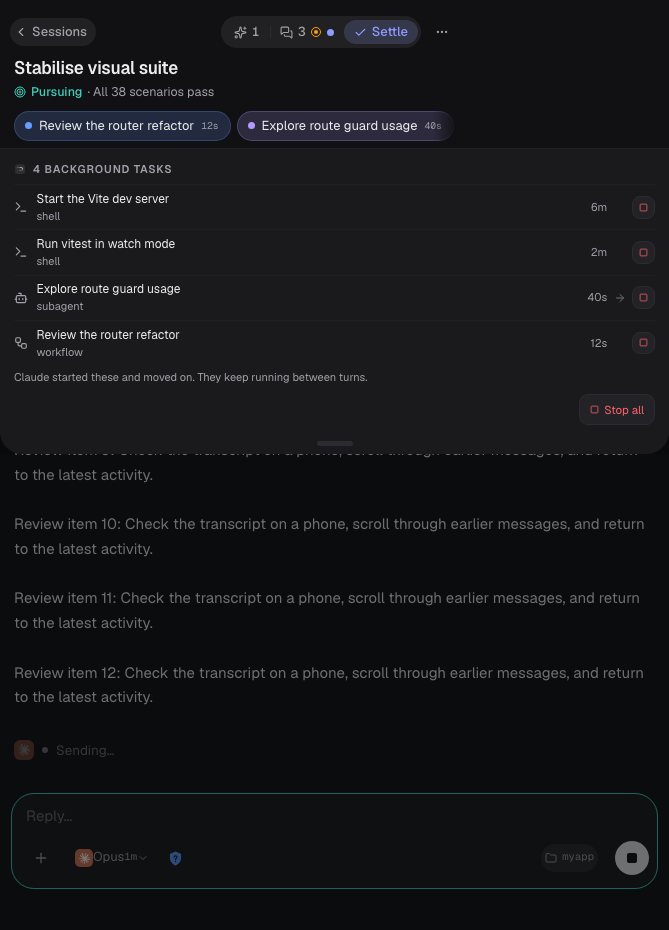 Sessions
1
3
Settle
Stabilise visual suite
Pursuing · All 38 scenarios pass
Review the router refactor 12s
Explore route guard usage 40s
4 BACKGROUND TASKS
Start the Vite dev server
shell
6m
Run vitest in watch mode
shell
2m
Explore route guard usage
subagent
40s
Review the router refactor
workflow
12s
Claude started these and moved on. They keep running between turns.
Stop all
to the latest activity.
Review item 10: Check the transcript on a phone, scroll through earlier messages, and return
to the latest activity.
Review item 11: Check the transcript on a phone, scroll through earlier messages, and return
to the latest activity.
Review item 12: Check the transcript on a phone, scroll through earlier messages, and return
to the latest activity.
Sending…
Reply…
Opus 1m
myapp